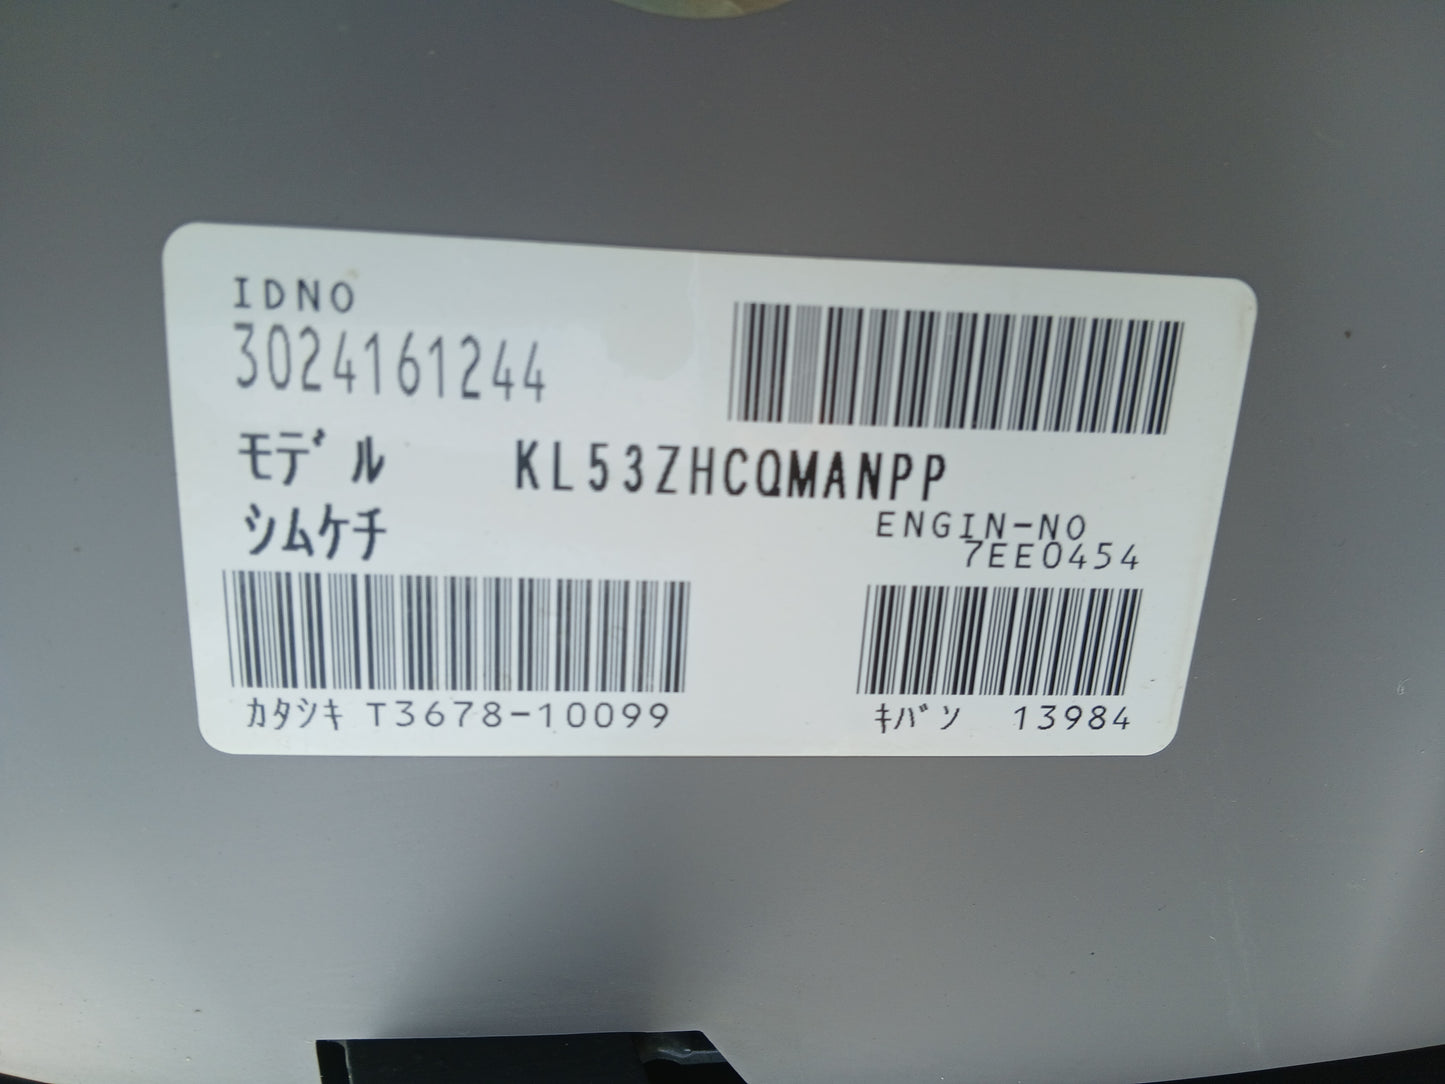 IDNO
3024161244
モデル KL53ZHCQMANPP
シムケチ
ENGIN-NO
7EE0454
カタシキ T3678-10099
キバン 13984